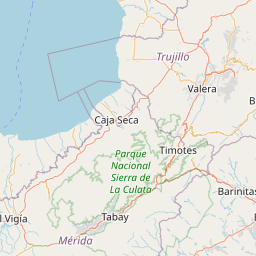 Trujillo
Valera
B
Caja Seca
Timotes
Parque
Nacional
Sierra de
La Culata
Barinitas
l Vigía
Tabay
Mérida